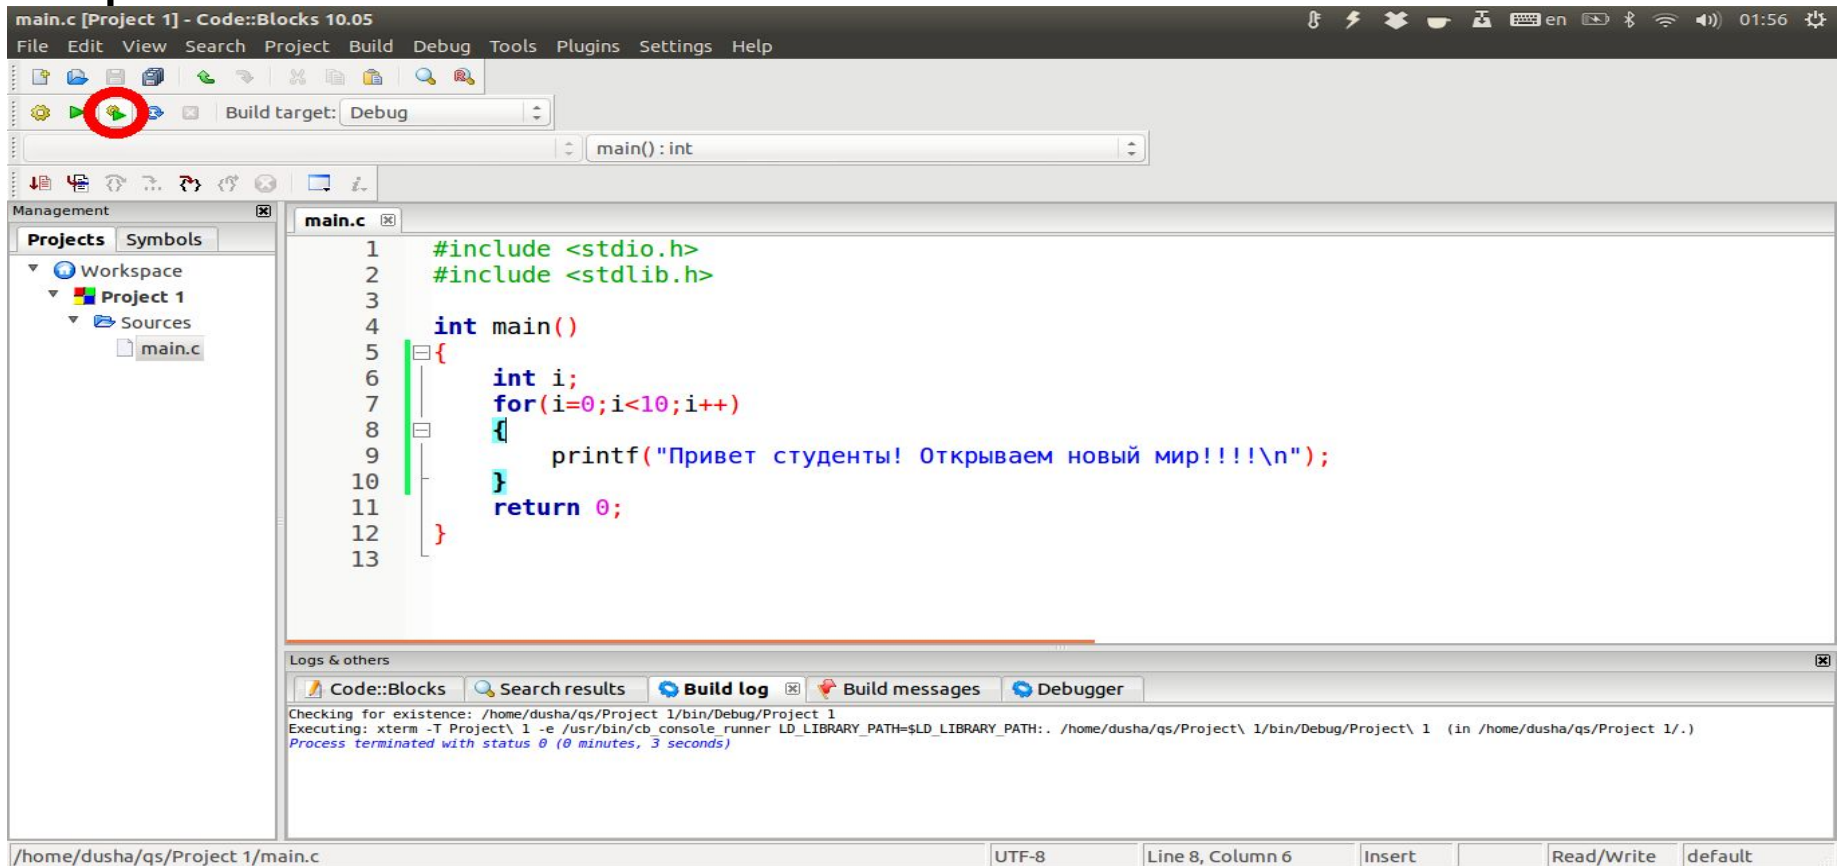 main.c [Project 1] - Code::Blocks 10.05 en 01:56
File Edit View Search Project Build Debug Tools Plugins Settings Help
Build target: Debug
main() : int
Management
Projects Symbols
Workspace
Project 1
Sources
main.c
main.c
1 #include <stdio.h>
2 #include <stdlib.h>
3
4 int main()
5 {
6 int i;
7 for(i=0;i<10;i++)
8 {
9 printf("Привет студенты! Открываем новый мир!!!!\n");
10 }
11 return 0;
12 }
13
Logs & others
Code::Blocks Search results Build log Build messages Debugger
Checking for existence: /home/dusha/qs/Project 1/bin/Debug/Project 1
Executing: xterm -T Project\ 1 -e /usr/bin/cb_console_runner LD_LIBRARY_PATH=$LD_LIBRARY_PATH:. /home/dusha/qs/Project\ 1/bin/Debug/Project\ 1 (in /home/dusha/qs/Project 1/.)
Process terminated with status 0 (0 minutes, 3 seconds)
/home/dusha/qs/Project 1/main.c UTF-8 Line 8, Column 6 Insert Read/Write default